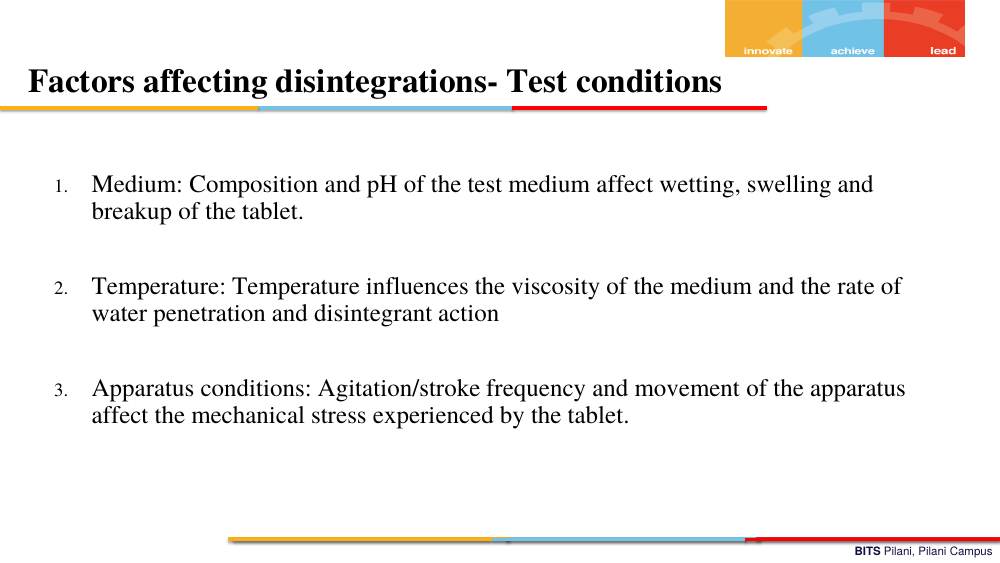 innovate achieve lead
Factors affecting disintegrations- Test conditions
1. Medium: Composition and pH of the test medium affect wetting, swelling and
breakup of the tablet.
2. Temperature: Temperature influences the viscosity of the medium and the rate of
water penetration and disintegrant action
3. Apparatus conditions: Agitation/stroke frequency and movement of the apparatus
affect the mechanical stress experienced by the tablet.
BITS Pilani, Pilani Campus